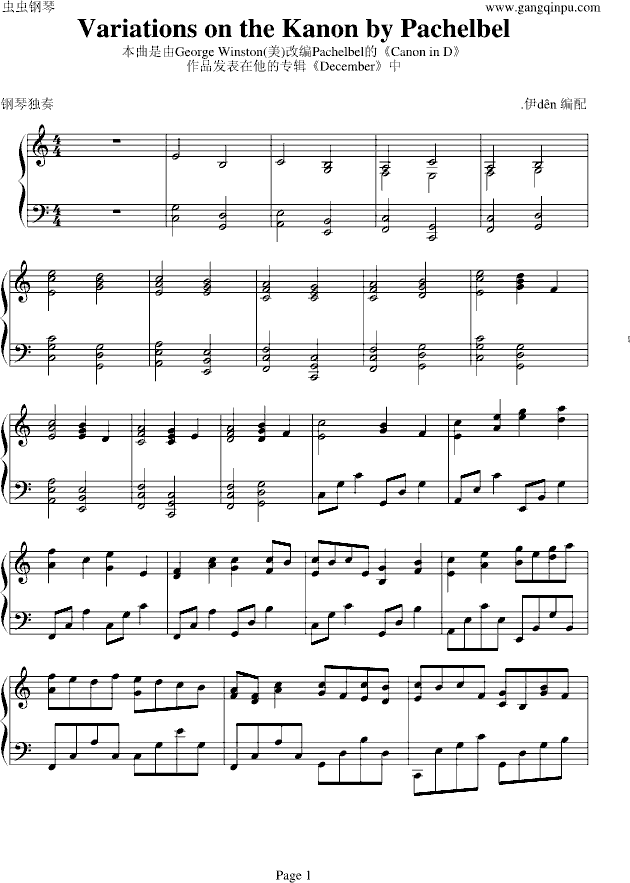 虫虫钢琴 www.gangqinpu.com
Variations on the Kanon by Pachelbel
本曲是由George Winston(美)改编Pachelbel的《Canon in D》
作品发表在他的专辑《December》中
钢琴独奏 .伊dên 编配
Page 1